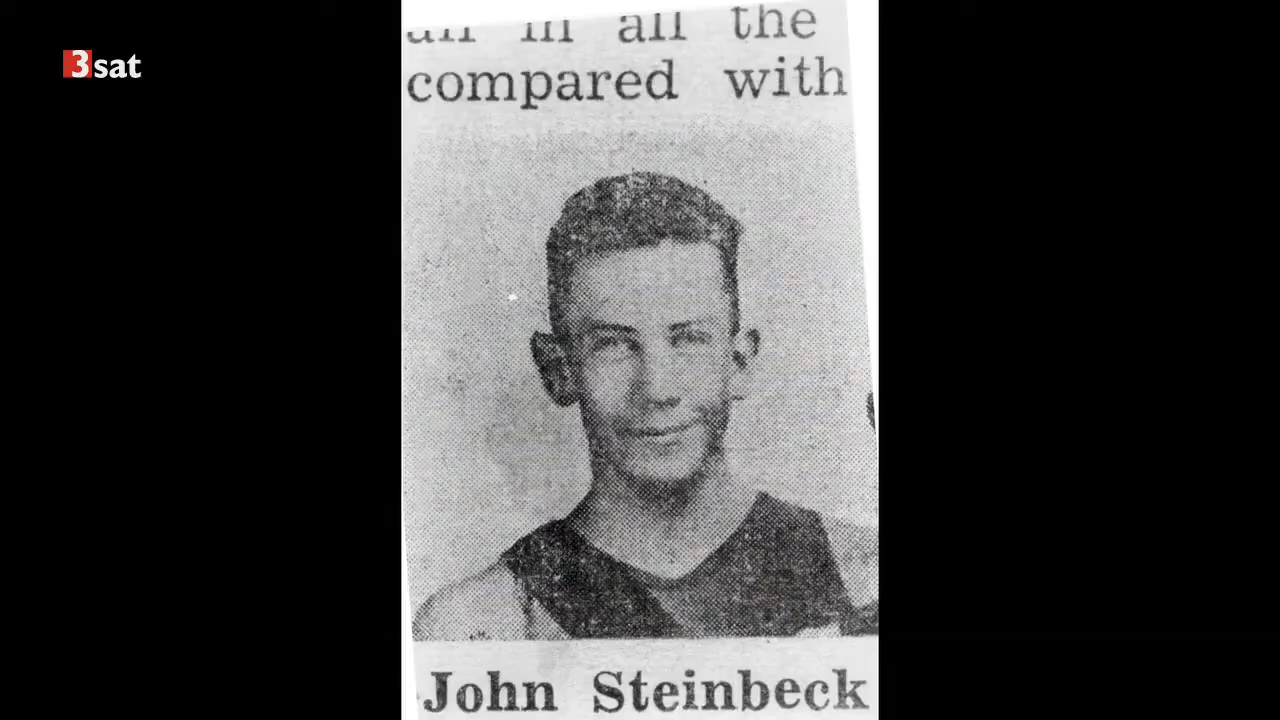 3sat
all in all the
compared with
John Steinbeck